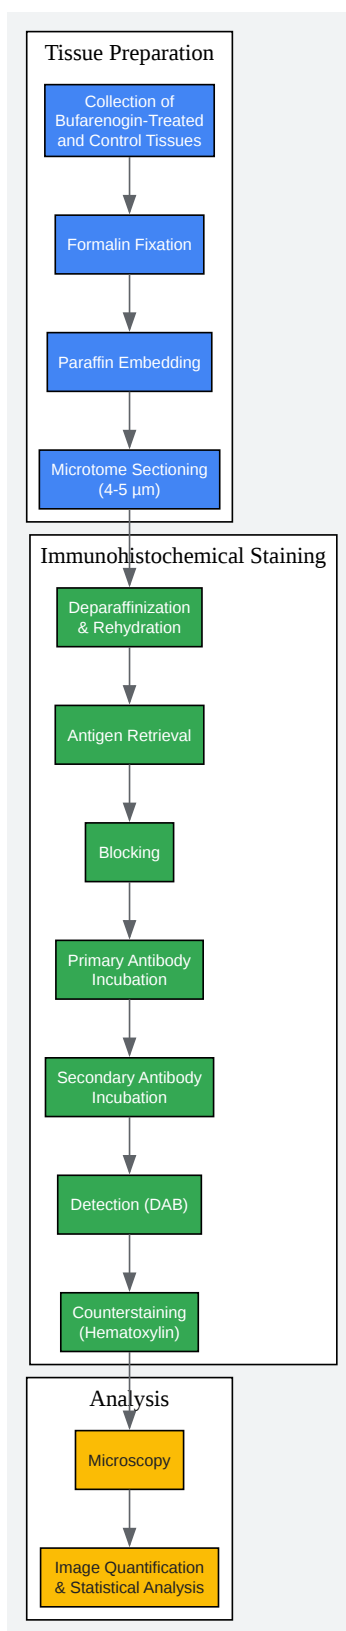 Tissue Preparation
Collection of
Bufarenogin-Treated
and Control Tissues
Formalin Fixation
Paraffin Embedding
Microtome Sectioning
(4-5 µm)
Immunohistochemical Staining
Deparaffinization
& Rehydration
Antigen Retrieval
Blocking
Primary Antibody
Incubation
Secondary Antibody
Incubation
Detection (DAB)
Counterstaining
(Hematoxylin)
Analysis
Microscopy
Image Quantification
& Statistical Analysis